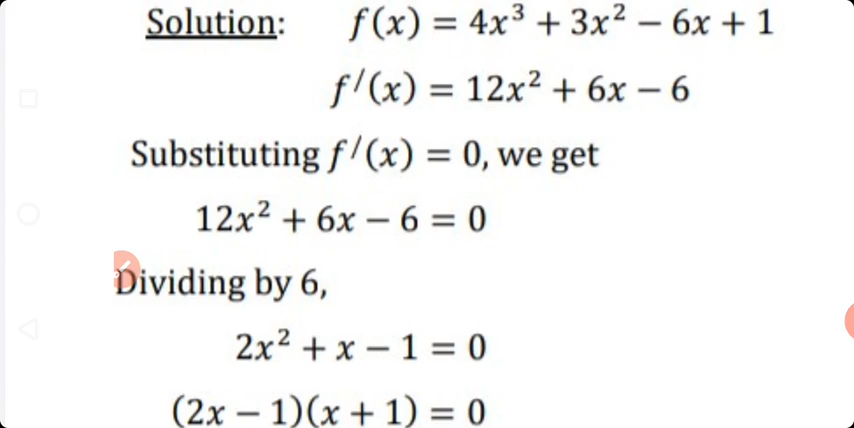 Solution: f(x) = 4x³ + 3x² − 6x + 1
f′(x) = 12x² + 6x − 6
Substituting f′(x) = 0, we get
12x² + 6x − 6 = 0
Dividing by 6,
2x² + x − 1 = 0
(2x − 1)(x + 1) = 0